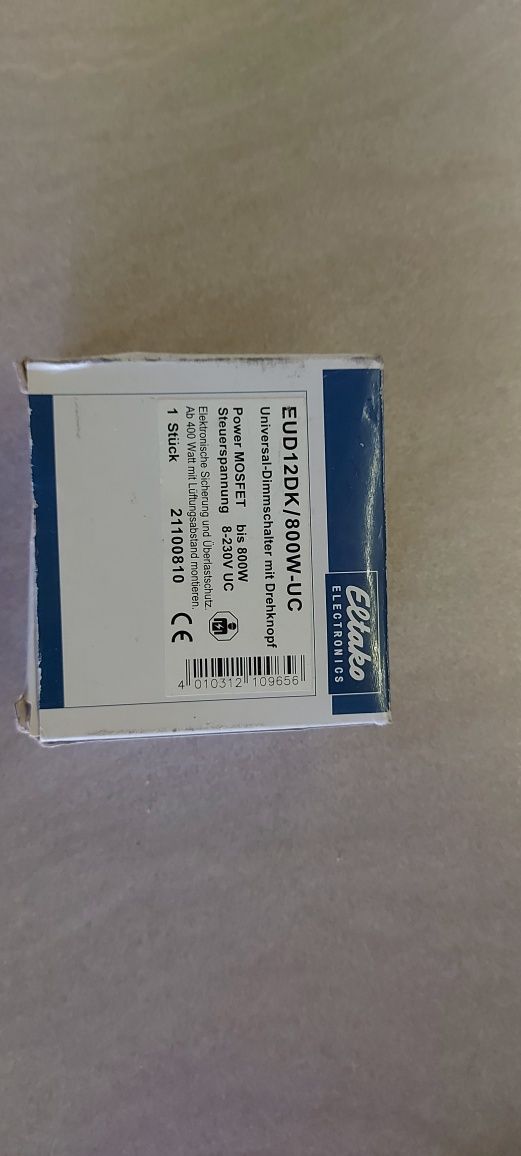 Eltako
ELECTRONICS
EUD12DK/800W-UC
Universal-Dimmschalter mit Drehknopf
Power MOSFET bis 800W
Steuerspannung 8-230V UC
Elektronische Sicherung und Überlastschutz.
Ab 400 Watt mit Lüftungsabstand montieren.
1 Stück 21100810
CE
4 010312 109656